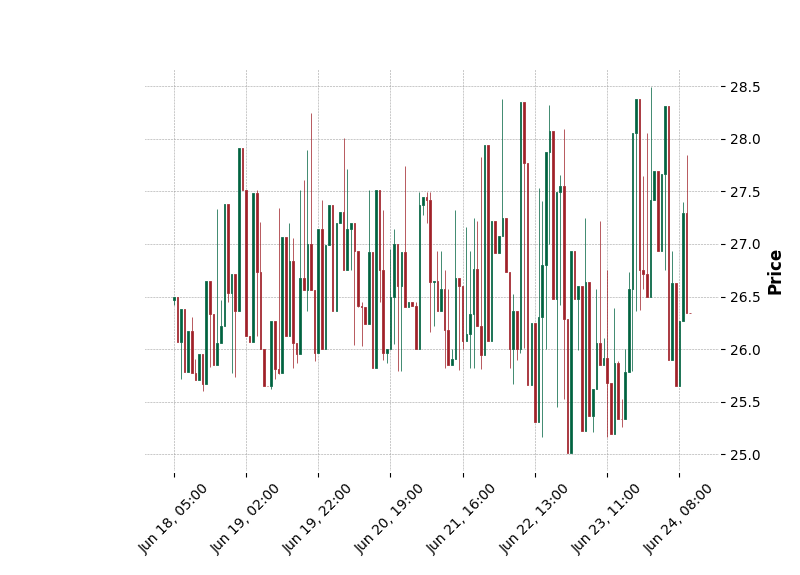 28.5
28.0
27.5
27.0
26.5
26.0
25.5
25.0
Price
Jun 18, 05:00
Jun 19, 02:00
Jun 19, 22:00
Jun 20, 19:00
Jun 21, 16:00
Jun 22, 13:00
Jun 23, 11:00
Jun 24, 08:00